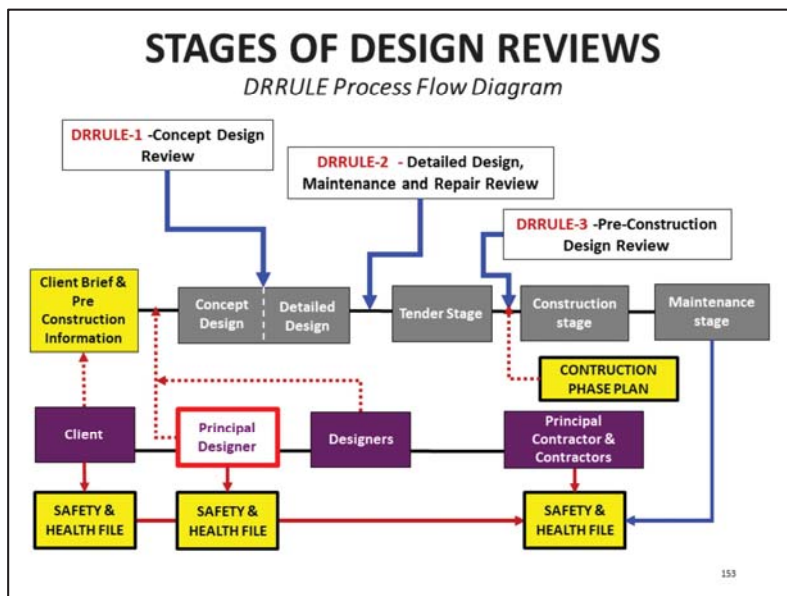 STAGES OF DESIGN REVIEWS
DRRULE Process Flow Diagram
DRRULE-1 -Concept Design
Review
DRRULE-2 - Detailed Design,
Maintenance and Repair Review
DRRULE-3 -Pre-Construction
Design Review
Client Brief &
Pre
Construction
Information
Concept
Design
Detailed
Design
Tender Stage
Construction
stage
Maintenance
stage
CONTRUCTION
PHASE PLAN
Client
Principal
Designer
Designers
Principal
Contractor &
Contractors
SAFETY &
HEALTH FILE
SAFETY &
HEALTH FILE
SAFETY &
HEALTH FILE
153